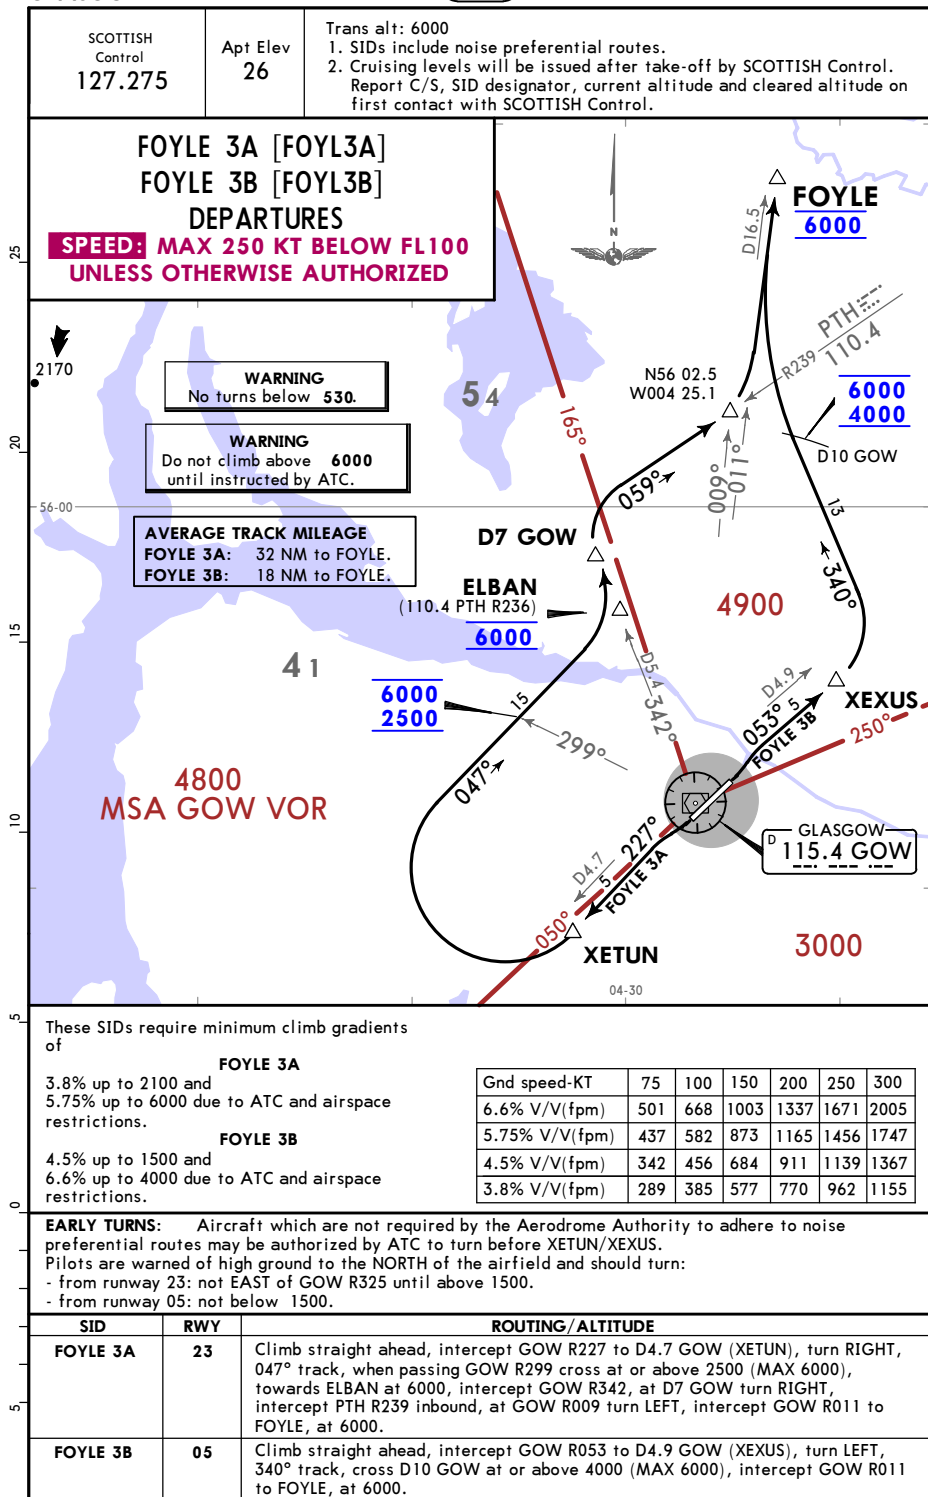 SCOTTISH
Control
127.275
Apt Elev
26
Trans alt: 6000
1. SIDs include noise preferential routes.
2. Cruising levels will be issued after take-off by SCOTTISH Control.
Report C/S, SID designator, current altitude and cleared altitude on
first contact with SCOTTISH Control.
FOYLE 3A [FOYL3A]
FOYLE 3B [FOYL3B]
DEPARTURES
SPEED: MAX 250 KT BELOW FL100
UNLESS OTHERWISE AUTHORIZED
N
FOYLE
6000
D16.5
PTH
110.4
R239
2170
WARNING
No turns below 530.
WARNING
Do not climb above 6000
until instructed by ATC.
54
165°
N56 02.5
W004 25.1
6000
4000
D10 GOW
059°
009°
011°
13
340°
56-00
AVERAGE TRACK MILEAGE
FOYLE 3A: 32 NM to FOYLE.
FOYLE 3B: 18 NM to FOYLE.
D7 GOW
ELBAN
(110.4 PTH R236)
6000
4900
41
6000
2500
15
299°
047°
D5.4
342°
D4.9
XEXUS
053°
5
FOYLE 3B
250°
4800
MSA GOW VOR
GLASGOW
D
115.4 GOW
227°
D4.7
5
FOYLE 3A
050°
XETUN
3000
04-30
25
20
15
10
5
0
5
These SIDs require minimum climb gradients
of
FOYLE 3A
3.8% up to 2100 and
5.75% up to 6000 due to ATC and airspace
restrictions.
FOYLE 3B
4.5% up to 1500 and
6.6% up to 4000 due to ATC and airspace
restrictions.
Gnd speed-KT 75 100 150 200 250 300
6.6% V/V(fpm) 501 668 1003 1337 1671 2005
5.75% V/V(fpm) 437 582 873 1165 1456 1747
4.5% V/V(fpm) 342 456 684 911 1139 1367
3.8% V/V(fpm) 289 385 577 770 962 1155
EARLY TURNS: Aircraft which are not required by the Aerodrome Authority to adhere to noise
preferential routes may be authorized by ATC to turn before XETUN/XEXUS.
Pilots are warned of high ground to the NORTH of the airfield and should turn:
- from runway 23: not EAST of GOW R325 until above 1500.
- from runway 05: not below 1500.
SID RWY ROUTING/ALTITUDE
FOYLE 3A 23 Climb straight ahead, intercept GOW R227 to D4.7 GOW (XETUN), turn RIGHT,
047° track, when passing GOW R299 cross at or above 2500 (MAX 6000),
towards ELBAN at 6000, intercept GOW R342, at D7 GOW turn RIGHT,
intercept PTH R239 inbound, at GOW R009 turn LEFT, intercept GOW R011 to
FOYLE, at 6000.
FOYLE 3B 05 Climb straight ahead, intercept GOW R053 to D4.9 GOW (XEXUS), turn LEFT,
340° track, cross D10 GOW at or above 4000 (MAX 6000), intercept GOW R011
to FOYLE, at 6000.